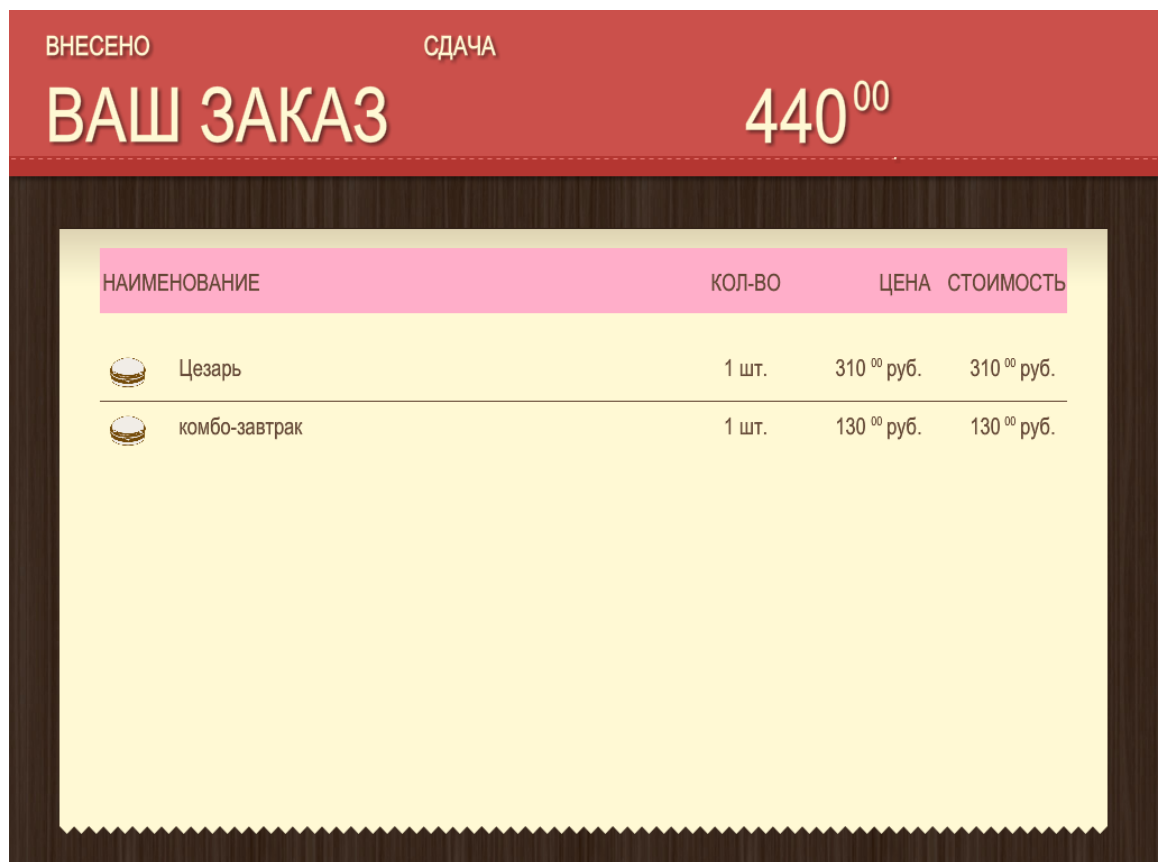 ВНЕСЕНО СДАЧА
ВАШ ЗАКАЗ 440 00
НАИМЕНОВАНИЕ КОЛ-ВО ЦЕНА СТОИМОСТЬ
Цезарь 1 шт. 310 00 руб. 310 00 руб.
комбо-завтрак 1 шт. 130 00 руб. 130 00 руб.